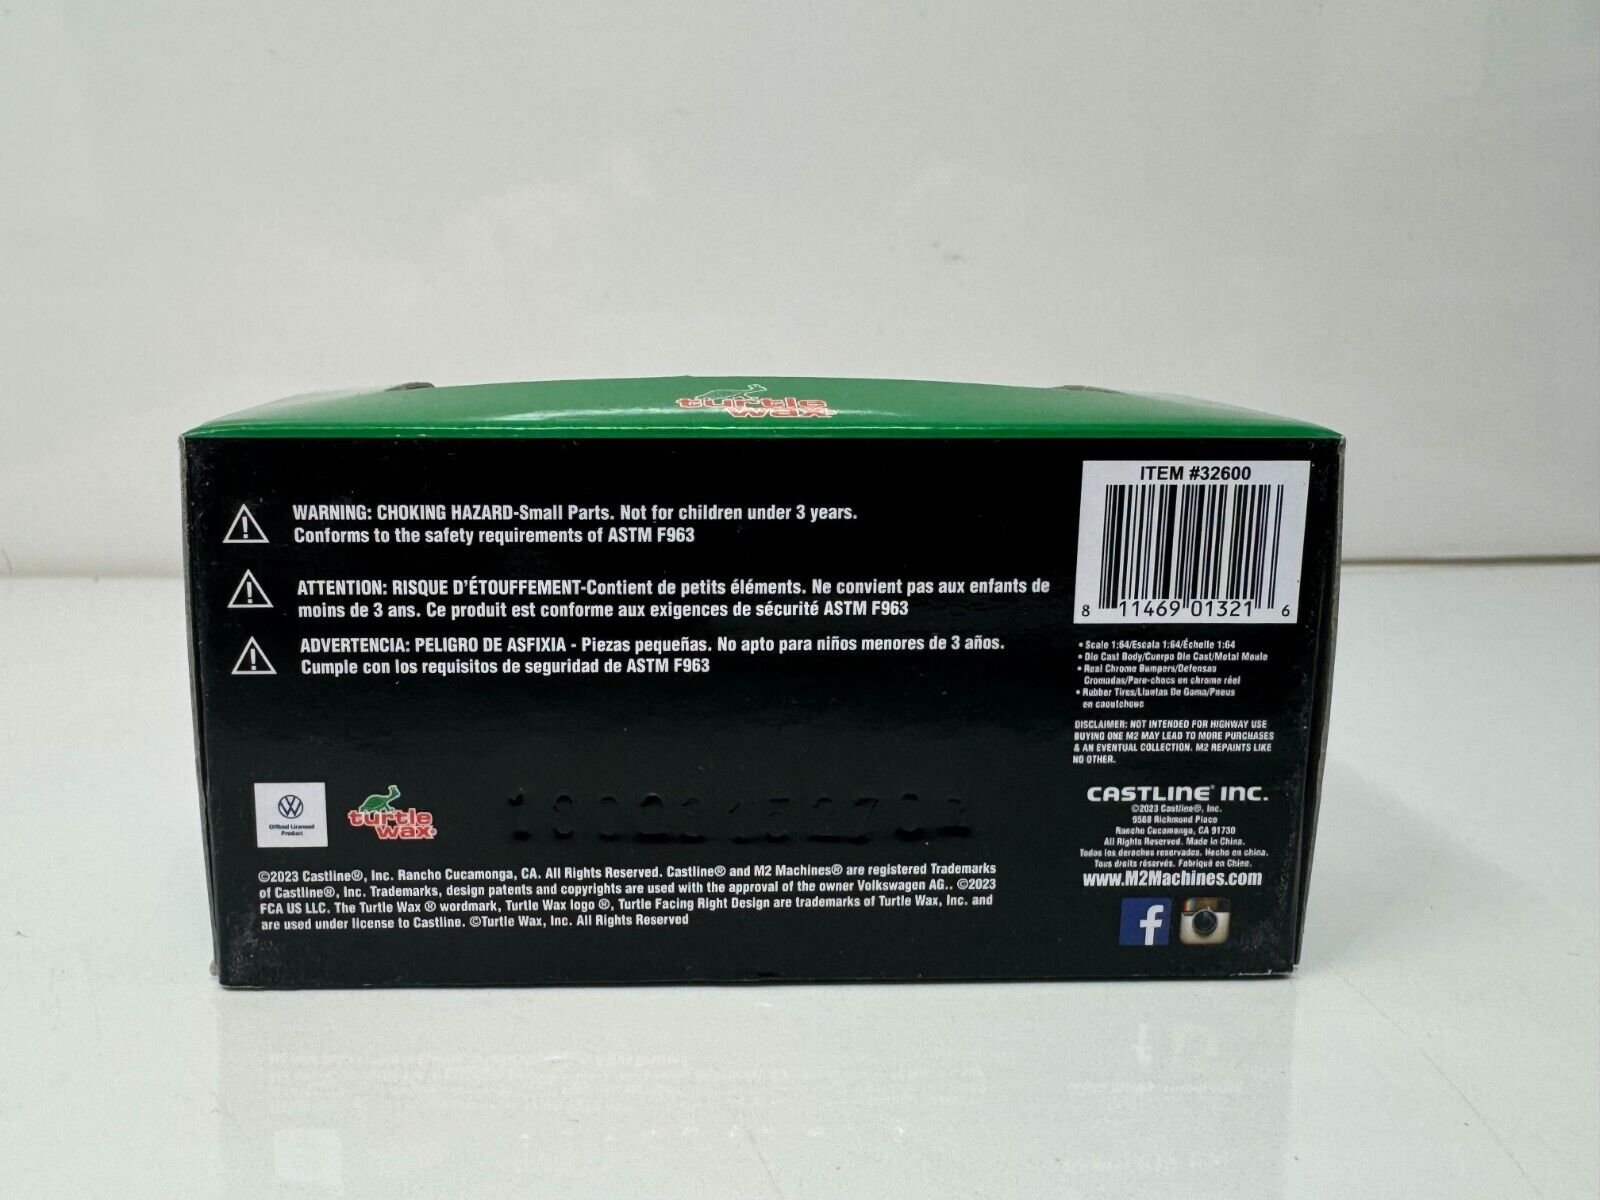 turtle
wax
ITEM #32600
8 11469 01321 6
WARNING: CHOKING HAZARD-Small Parts. Not for children under 3 years.
Conforms to the safety requirements of ASTM F963
ATTENTION: RISQUE D'ÉTOUFFEMENT-Contient de petits éléments. Ne convient pas aux enfants de
moins de 3 ans. Ce produit est conforme aux exigences de sécurité ASTM F963
ADVERTENCIA: PELIGRO DE ASFIXIA - Piezas pequeñas. No apto para niños menores de 3 años.
Cumple con los requisitos de seguridad de ASTM F963
• Scale 1:64/Escala 1:64/Échelle 1:64
• Die Cast Body/Cuerpo Die Cast/Metal Moule
• Real Chrome Bumpers/Defensas
Cromadas/Pare-chocs en chrome réel
• Rubber Tires/Llantas De Goma/Pneus
en caoutchouc
DISCLAIMER: NOT INTENDED FOR HIGHWAY USE
BUYING ONE M2 MAY LEAD TO MORE PURCHASES
& AN EVENTUAL COLLECTION. M2 REPAINTS LIKE
NO OTHER.
Official Licensed
Product
turtle
wax®
©2023 Castline®, Inc. Rancho Cucamonga, CA. All Rights Reserved. Castline® and M2 Machines® are registered Trademarks
of Castline®, Inc. Trademarks, design patents and copyrights are used with the approval of the owner Volkswagen AG.. ©2023
FCA US LLC. The Turtle Wax ® wordmark, Turtle Wax logo ®, Turtle Facing Right Design are trademarks of Turtle Wax, Inc. and
are used under license to Castline. ©Turtle Wax, Inc. All Rights Reserved
CASTLINE® INC.
©2023 Castline®, Inc.
9568 Richmond Place
Rancho Cucamonga, CA 91730
All Rights Reserved. Made in China.
Todos los derechos reservados. Hecho en china.
Tous droits réservés. Fabriqué en Chine.
www.M2Machines.com